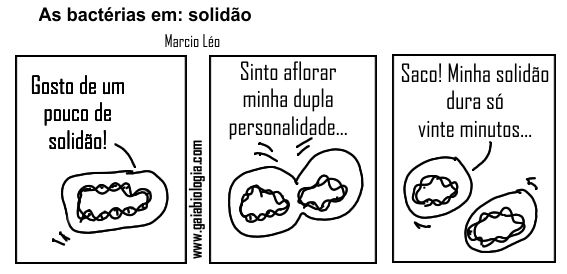 As bactérias em: solidão
Marcio Léo
Gosto de um
pouco de
solidão!
www.gaiabiologia.com
Sinto aflorar
minha dupla
personalidade...
Saco! Minha solidão
dura só
vinte minutos...